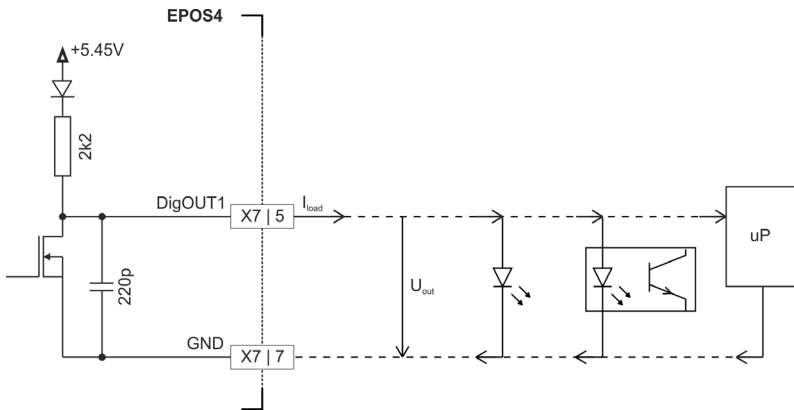 EPOS4
+5.45V
2k2
DigOUT1
X7 | 5
Iload
uP
220p
Uout
GND
X7 | 7